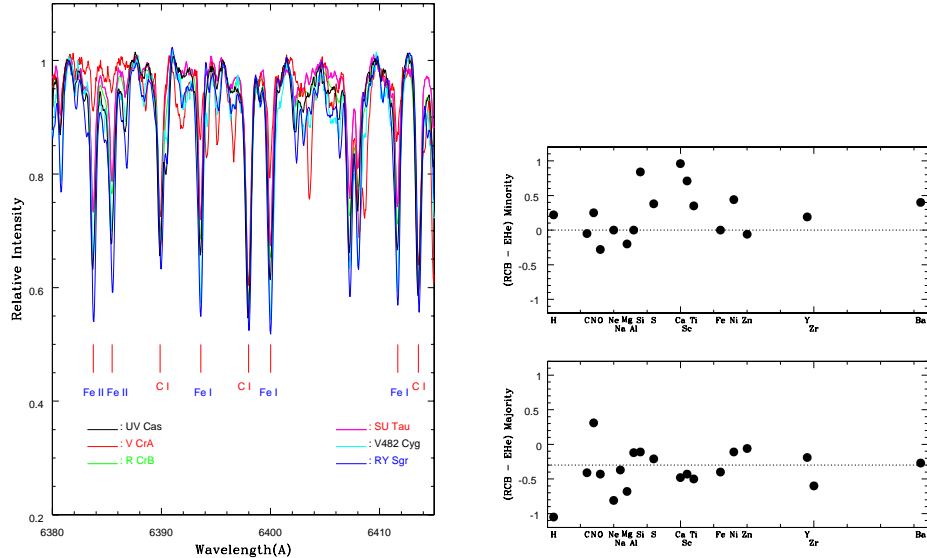 Relative Intensity
1
0.8
0.6
0.4
0.2
Fe II
Fe II
C I
Fe I
C I
Fe I
Fe I
C I
: UV Cas
: V CrA
: R CrB
: SU Tau
: V482 Cyg
: RY Sgr
6380
6390
6400
6410
Wavelength(A)
(RCB – EHe) Minority
1
0.5
0
-0.5
-1
H
C N O
Ne
Na
Mg
Al
Si
S
Ca
Sc
Ti
Fe
Ni
Zn
Y
Zr
Ba
(RCB – EHe) Majority
1
0.5
0
-0.5
-1
H
C N O
Ne
Na
Mg
Al
Si
S
Ca
Sc
Ti
Fe
Ni
Zn
Y
Zr
Ba